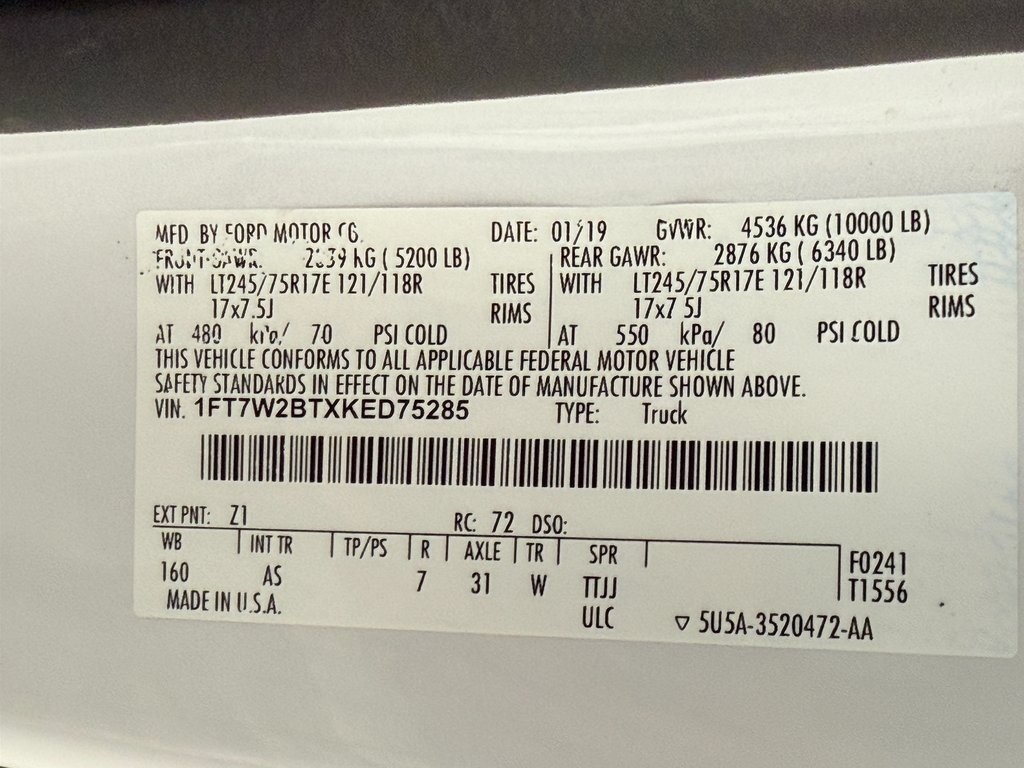 MFD BY FORD MOTOR CO. DATE: 01/19 GVWR: 4536 KG (10000 LB)
FRONT GAWR: 2359 KG ( 5200 LB) REAR GAWR: 2876 KG ( 6340 LB)
WITH LT245/75R17E 121/118R TIRES WITH LT245/75R17E 121/118R TIRES
17x7.5J RIMS 17x7.5J RIMS
AT 480 kPa/ 70 PSI COLD AT 550 kPa/ 80 PSI COLD
THIS VEHICLE CONFORMS TO ALL APPLICABLE FEDERAL MOTOR VEHICLE
SAFETY STANDARDS IN EFFECT ON THE DATE OF MANUFACTURE SHOWN ABOVE.
VIN. 1FT7W2BTXKED75285 TYPE: Truck
EXT PNT: Z1 RC: 72 DSO:
WB INT TR TP/PS R AXLE TR SPR F0241
160 AS 7 31 W TTJJ T1556
MADE IN U.S.A. ULC ▽ 5U5A-3520472-AA